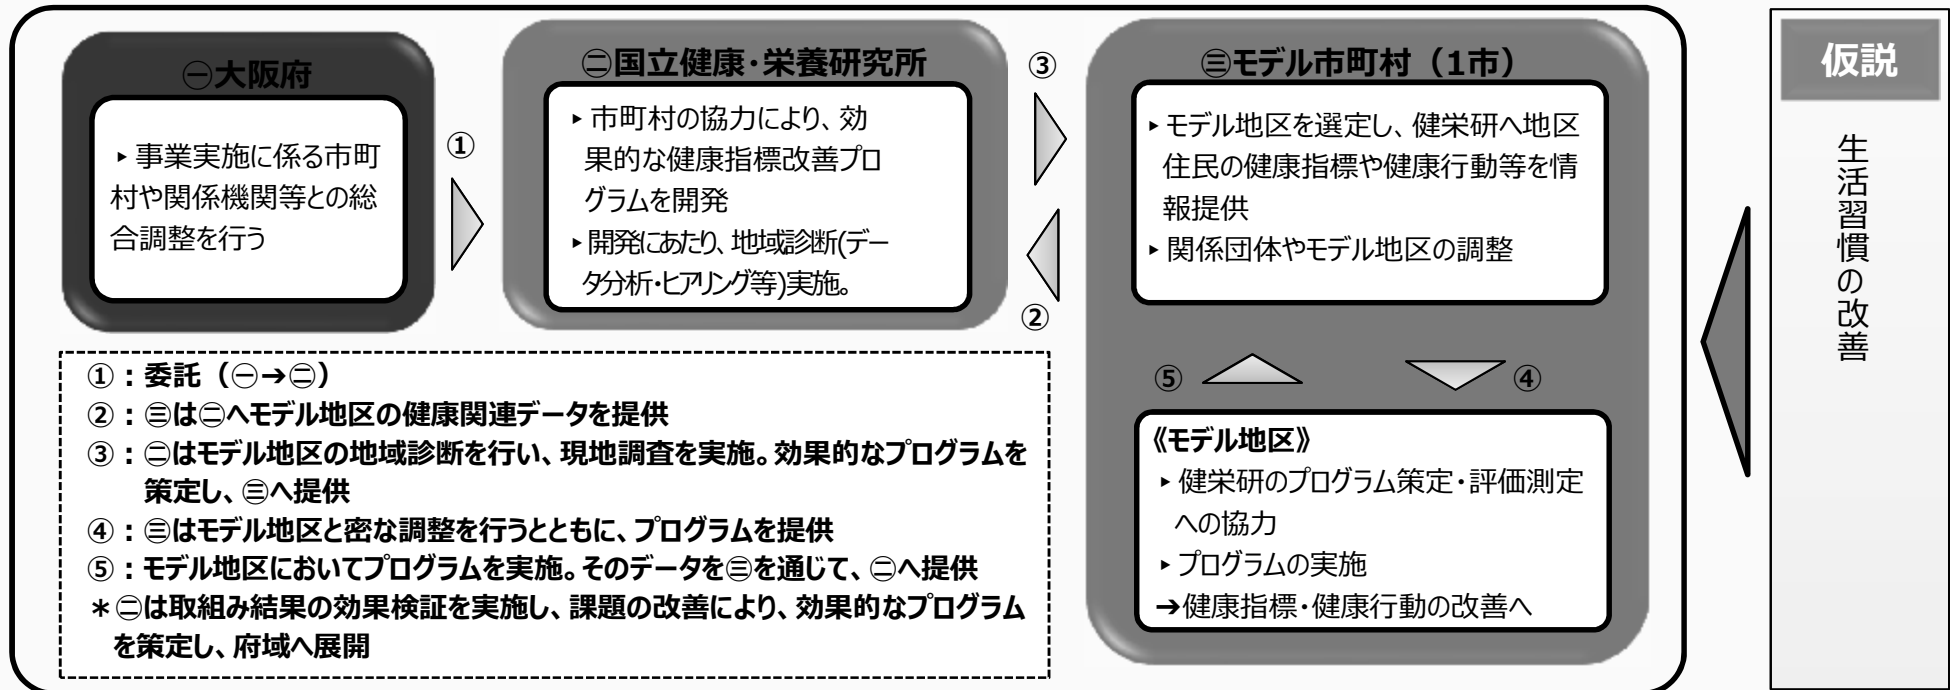 ㊀大阪府
▸ 事業実施に係る市町
村や関係機関等との総
合調整を行う
①
㊁国立健康・栄養研究所
▸ 市町村の協力により、効
果的な健康指標改善プロ
グラムを開発
▸ 開発にあたり、地域診断(デー
タ分析・ヒアリング等)実施。
③
②
㊂モデル市町村（1市）
▸ モデル地区を選定し、健栄研へ地区
住民の健康指標や健康行動等を情
報提供
▸ 関係団体やモデル地区の調整
⑤
④
《モデル地区》
▸ 健栄研のプログラム策定・評価測定
への協力
▸ プログラムの実施
→健康指標・健康行動の改善へ
①：委託（㊀→㊁）
②：㊂は㊁へモデル地区の健康関連データを提供
③：㊁はモデル地区の地域診断を行い、現地調査を実施。効果的なプログラムを
策定し、㊂へ提供
④：㊂はモデル地区と密な調整を行うとともに、プログラムを提供
⑤：モデル地区においてプログラムを実施。そのデータを㊂を通じて、㊁へ提供
＊㊁は取組み結果の効果検証を実施し、課題の改善により、効果的なプログラム
を策定し、府域へ展開
仮説
生活習慣の改善